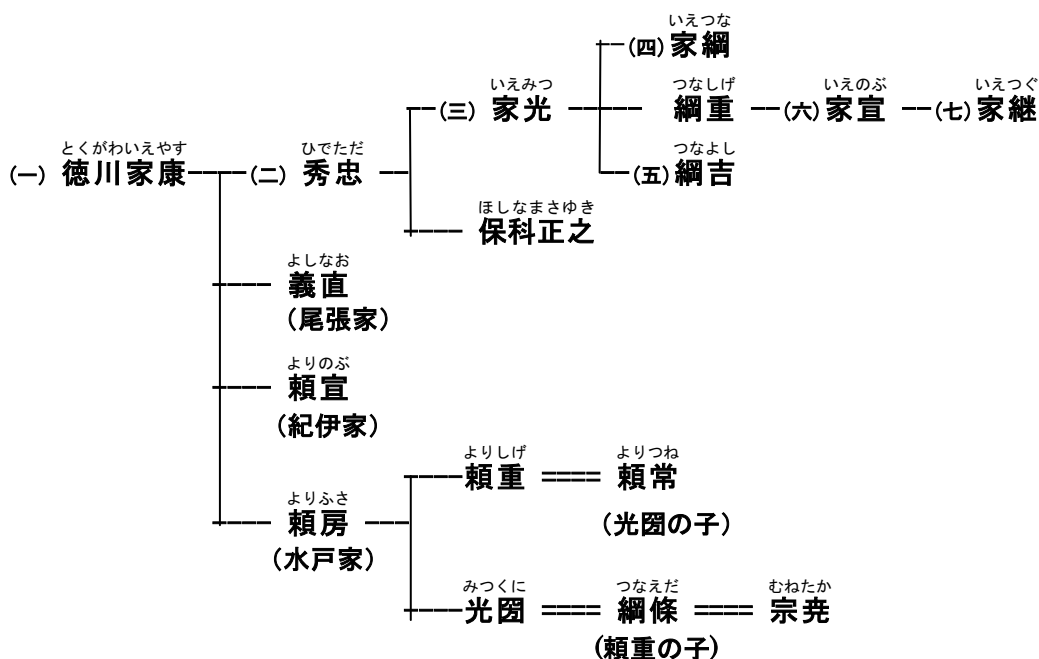 いえつな
(四) 家綱
いえみつ つなしげ いえのぶ いえつぐ
(三) 家光 綱重 (六) 家宣 (七) 家継
とくがわいえやす ひでただ つなよし
(一) 徳川家康 (二) 秀忠 (五) 綱吉
ほしなまさゆき
保科正之
よしなお
義直
(尾張家)
よりのぶ
頼宣
(紀伊家)
よりしげ よりつね
頼重 ==== 頼常
よりふさ
頼房 (光圀の子)
(水戸家)
みつくに つなえだ むねたか
光圀 ==== 綱條 ==== 宗尭
(頼重の子)